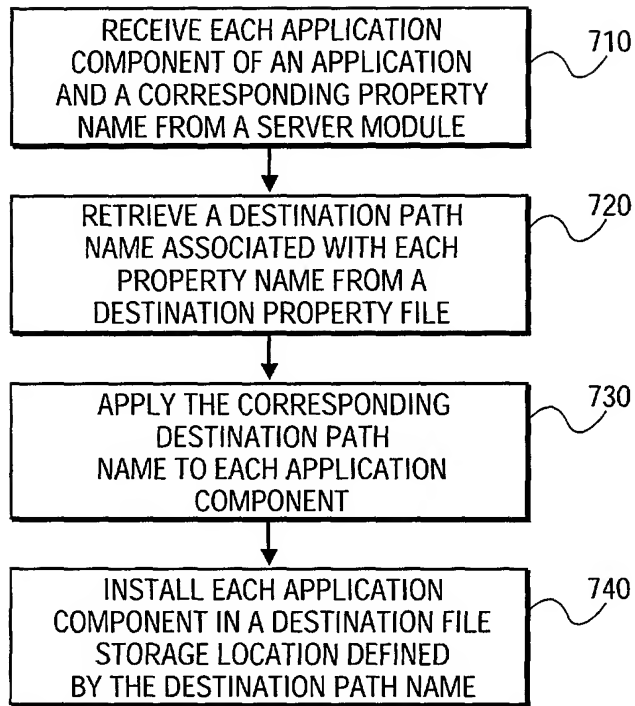 RECEIVE EACH APPLICATION
COMPONENT OF AN APPLICATION
AND A CORRESPONDING PROPERTY
NAME FROM A SERVER MODULE
710
RETRIEVE A DESTINATION PATH
NAME ASSOCIATED WITH EACH
PROPERTY NAME FROM A
DESTINATION PROPERTY FILE
720
APPLY THE CORRESPONDING
DESTINATION PATH
NAME TO EACH APPLICATION
COMPONENT
730
INSTALL EACH APPLICATION
COMPONENT IN A DESTINATION FILE
STORAGE LOCATION DEFINED
BY THE DESTINATION PATH NAME
740